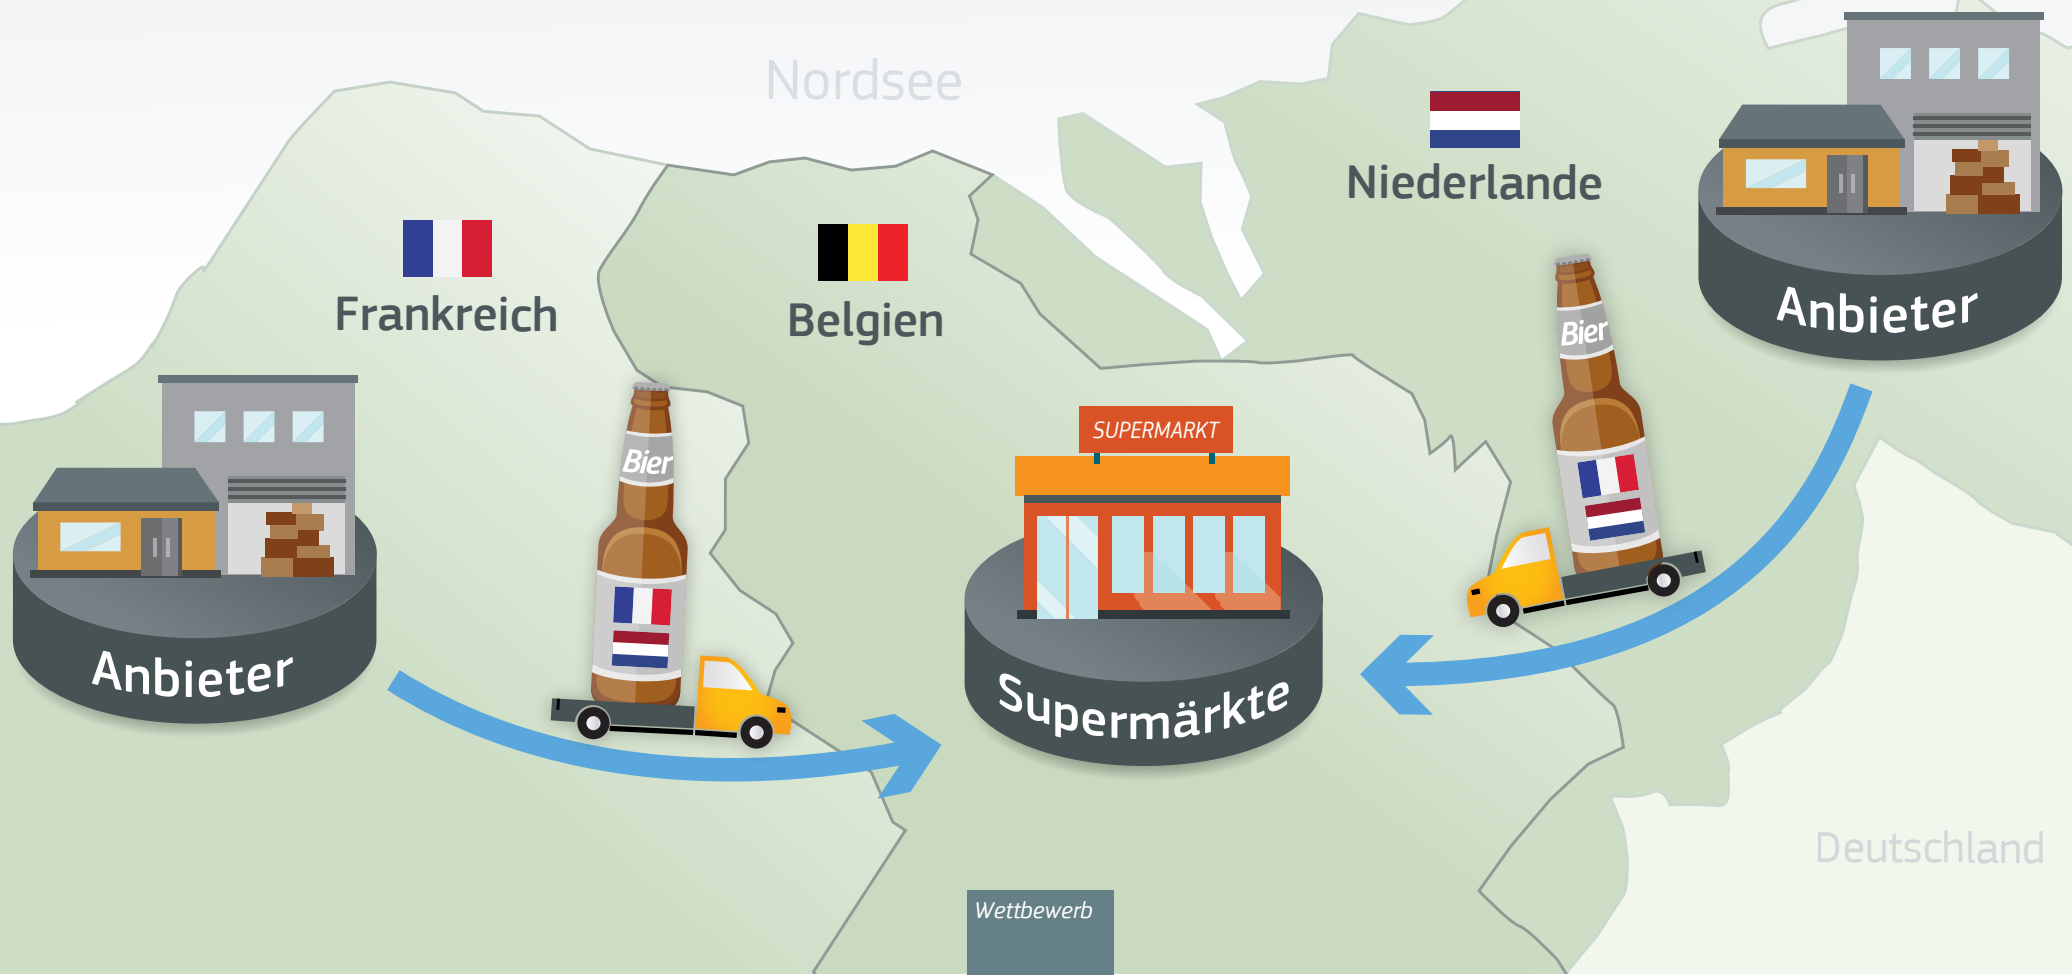 Nordsee
Niederlande
Frankreich
Belgien
Anbieter
Bier
SUPERMARKT
Bier
Anbieter
Supermärkte
Deutschland
Wettbewerb